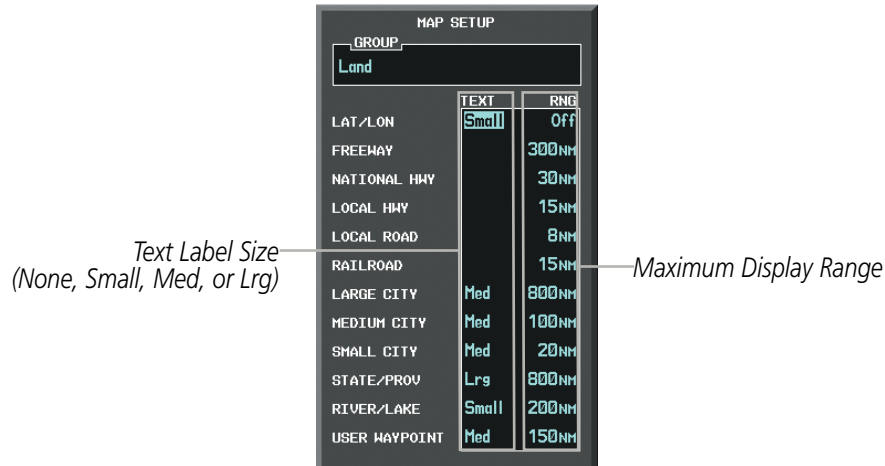 MAP SETUP
GROUP
Land
TEXT RNG
LAT/LON Small Off
FREEWAY 300NM
NATIONAL HWY 30NM
LOCAL HWY 15NM
LOCAL ROAD 8NM
RAILROAD 15NM
LARGE CITY Med 800NM
MEDIUM CITY Med 100NM
SMALL CITY Med 20NM
STATE/PROV Lrg 800NM
RIVER/LAKE Small 200NM
USER WAYPOINT Med 150NM
Text Label Size
(None, Small, Med, or Lrg)
Maximum Display Range